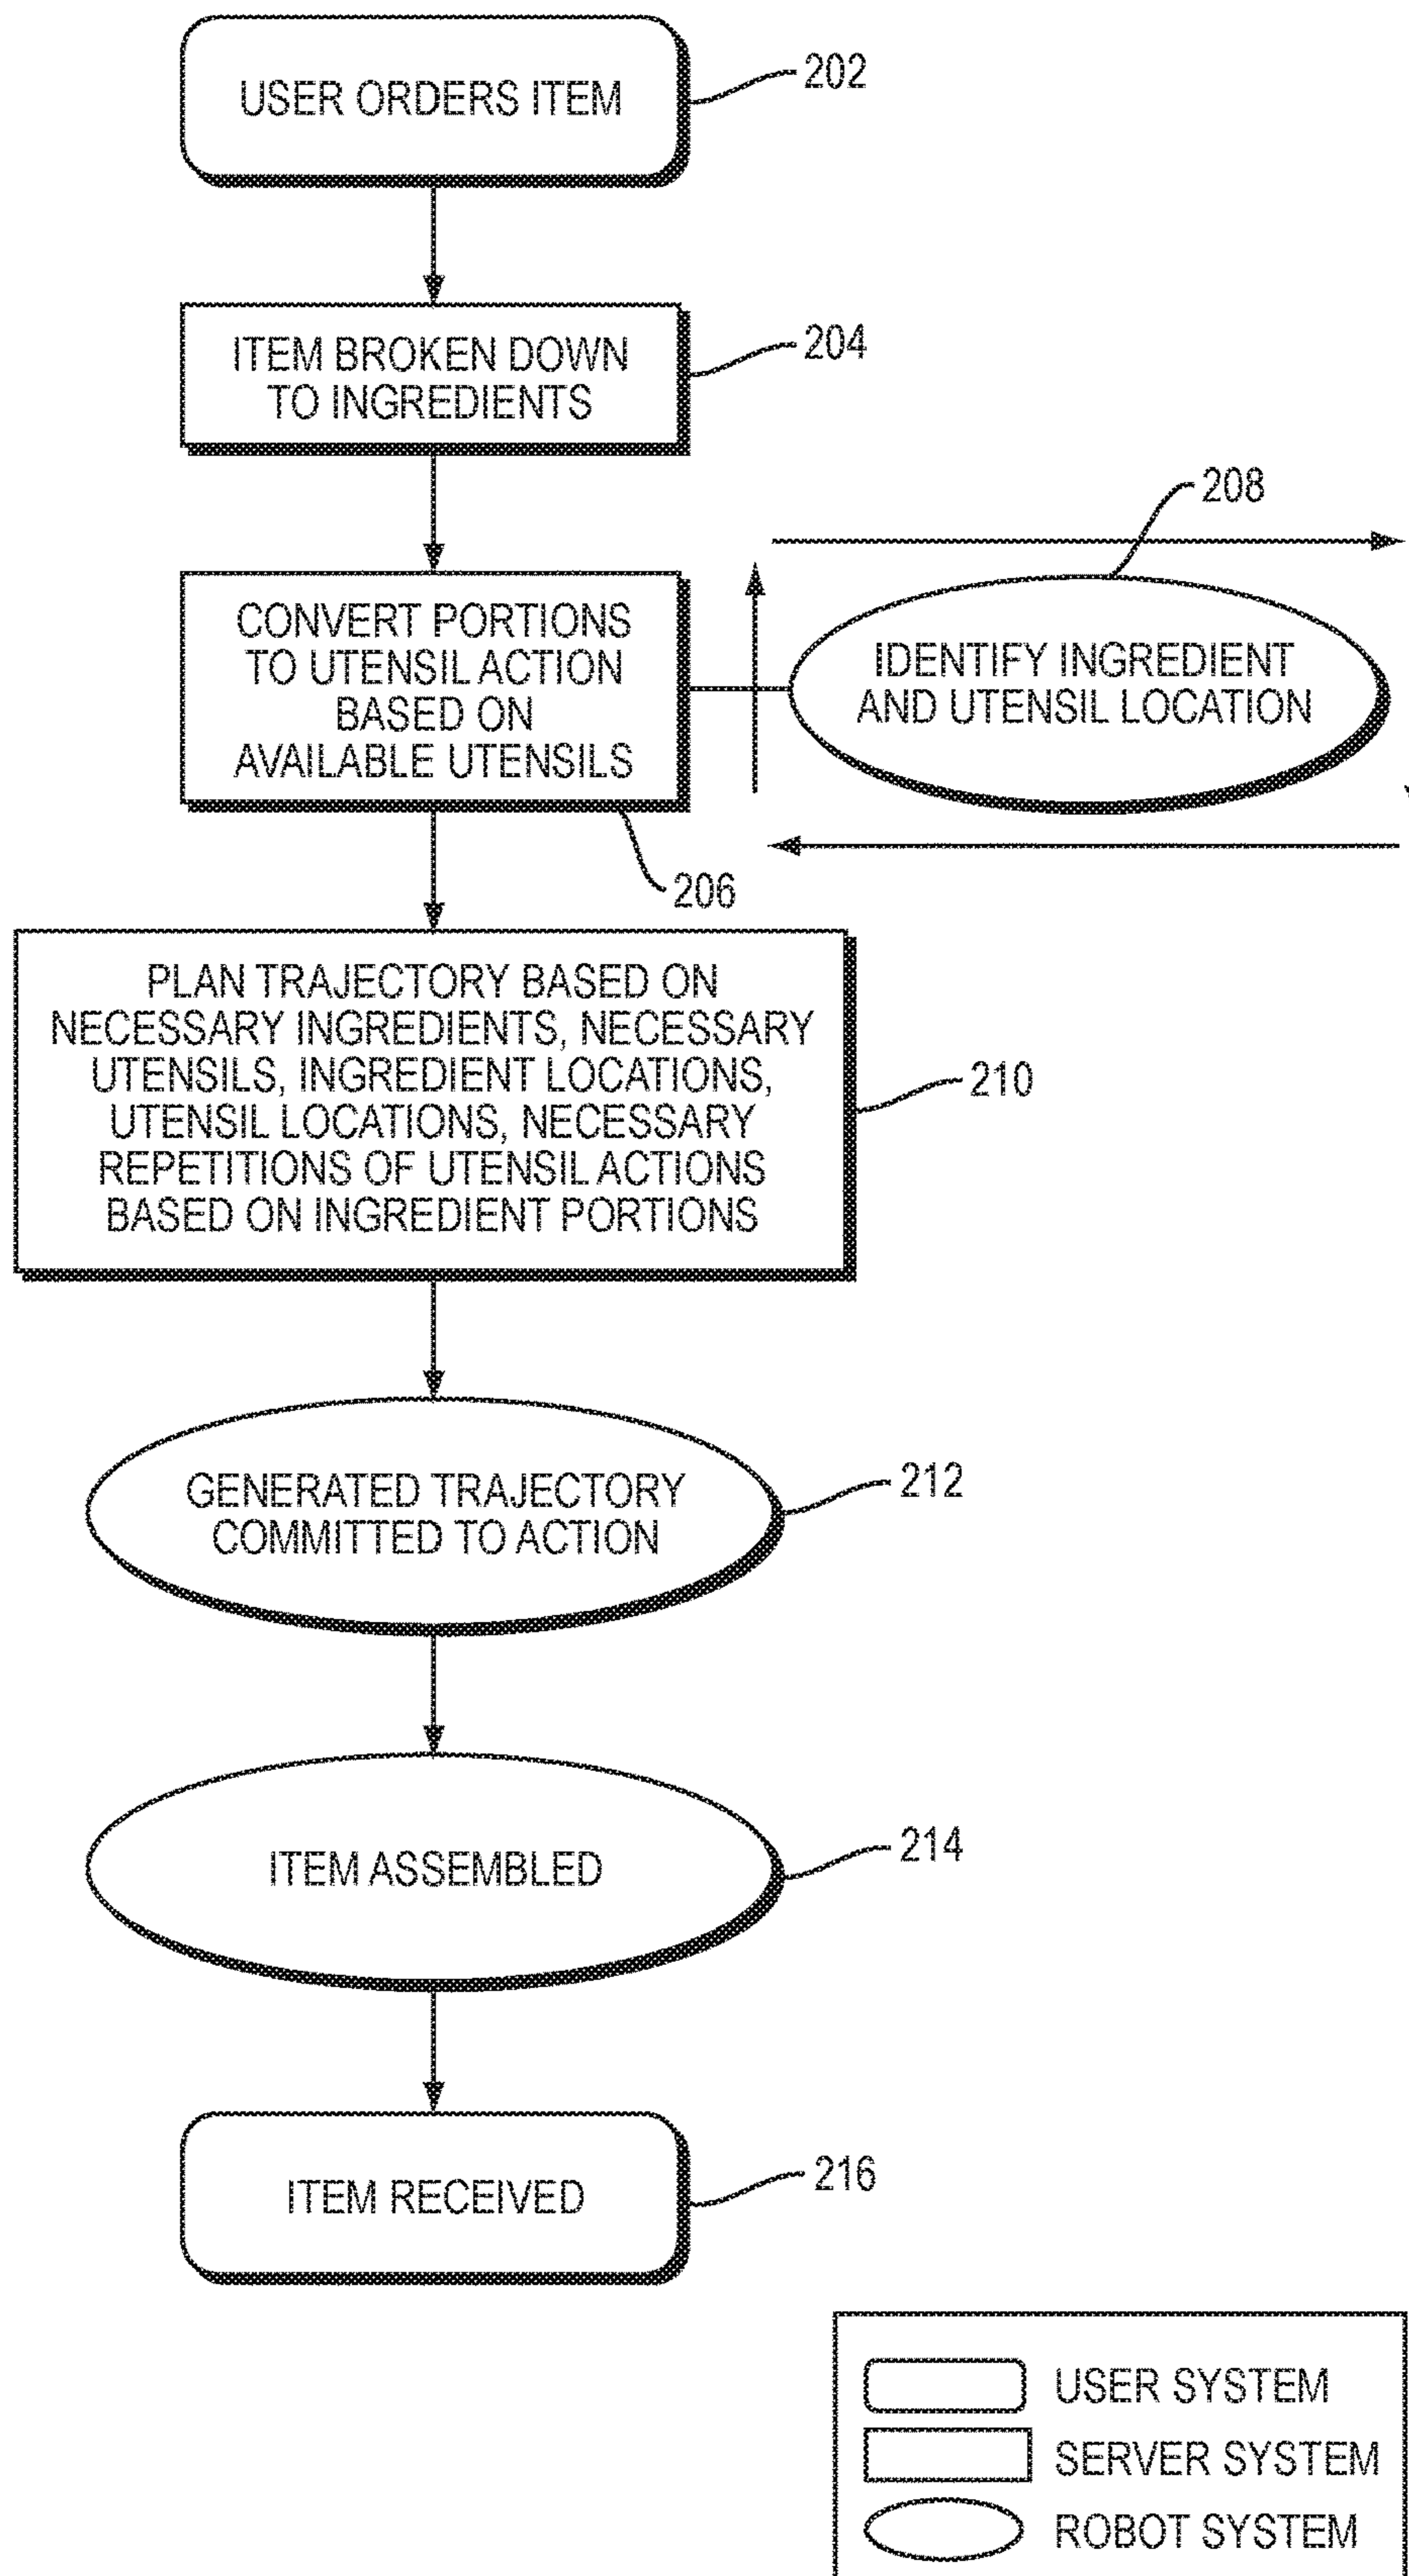 USER ORDERS ITEM
202
ITEM BROKEN DOWN
TO INGREDIENTS
204
CONVERT PORTIONS
TO UTENSIL ACTION
BASED ON
AVAILABLE UTENSILS
206
208
IDENTIFY INGREDIENT
AND UTENSIL LOCATION
PLAN TRAJECTORY BASED ON
NECESSARY INGREDIENTS, NECESSARY
UTENSILS, INGREDIENT LOCATIONS,
UTENSIL LOCATIONS, NECESSARY
REPETITIONS OF UTENSIL ACTIONS
BASED ON INGREDIENT PORTIONS
210
GENERATED TRAJECTORY
COMMITTED TO ACTION
212
ITEM ASSEMBLED
214
ITEM RECEIVED
216
USER SYSTEM
SERVER SYSTEM
ROBOT SYSTEM